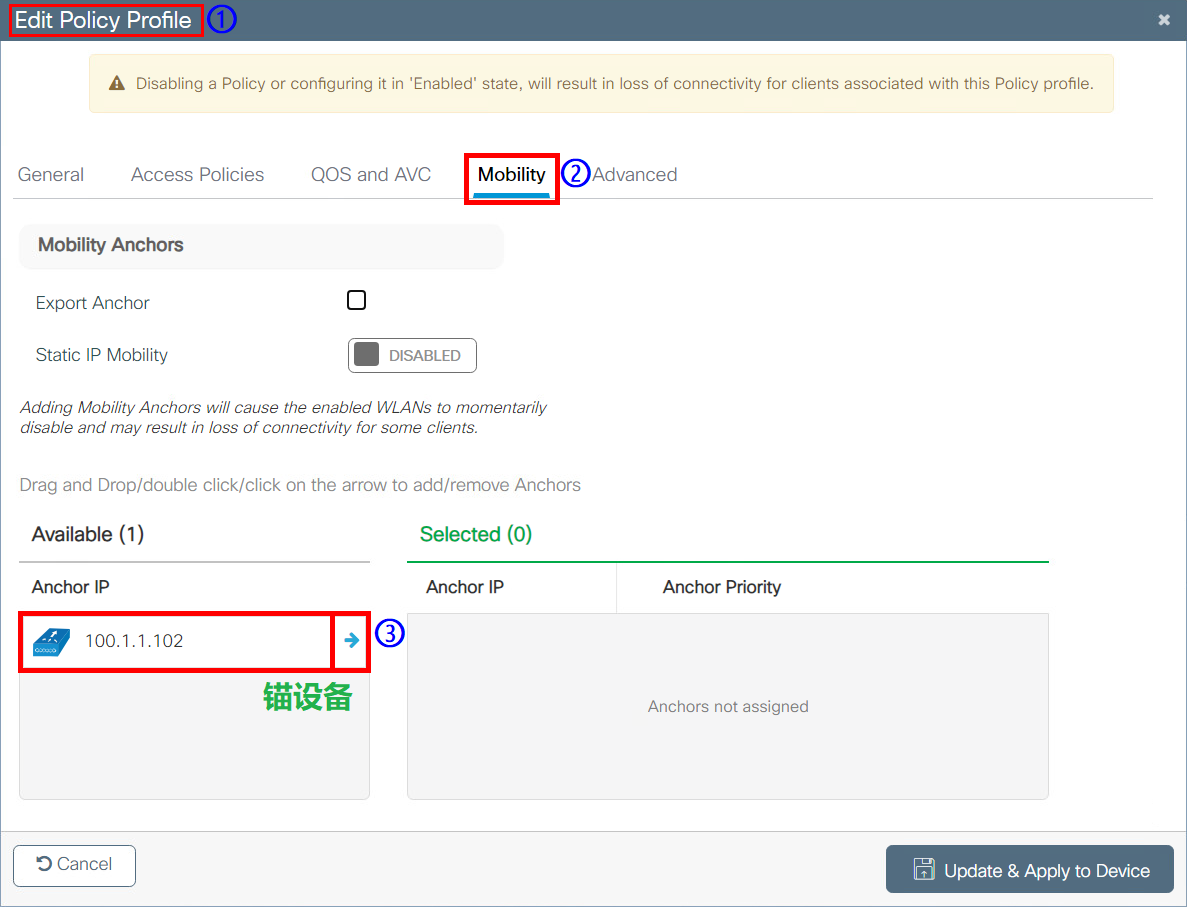 Edit Policy Profile ①
Disabling a Policy or configuring it in 'Enabled' state, will result in loss of connectivity for clients associated with this Policy profile.
General Access Policies QOS and AVC Mobility ② Advanced
Mobility Anchors
Export Anchor
Static IP Mobility DISABLED
Adding Mobility Anchors will cause the enabled WLANs to momentarily
disable and may result in loss of connectivity for some clients.
Drag and Drop/double click/click on the arrow to add/remove Anchors
Available (1) Selected (0)
Anchor IP Anchor IP Anchor Priority
100.1.1.102 ③
锚设备
Anchors not assigned
Cancel Update & Apply to Device